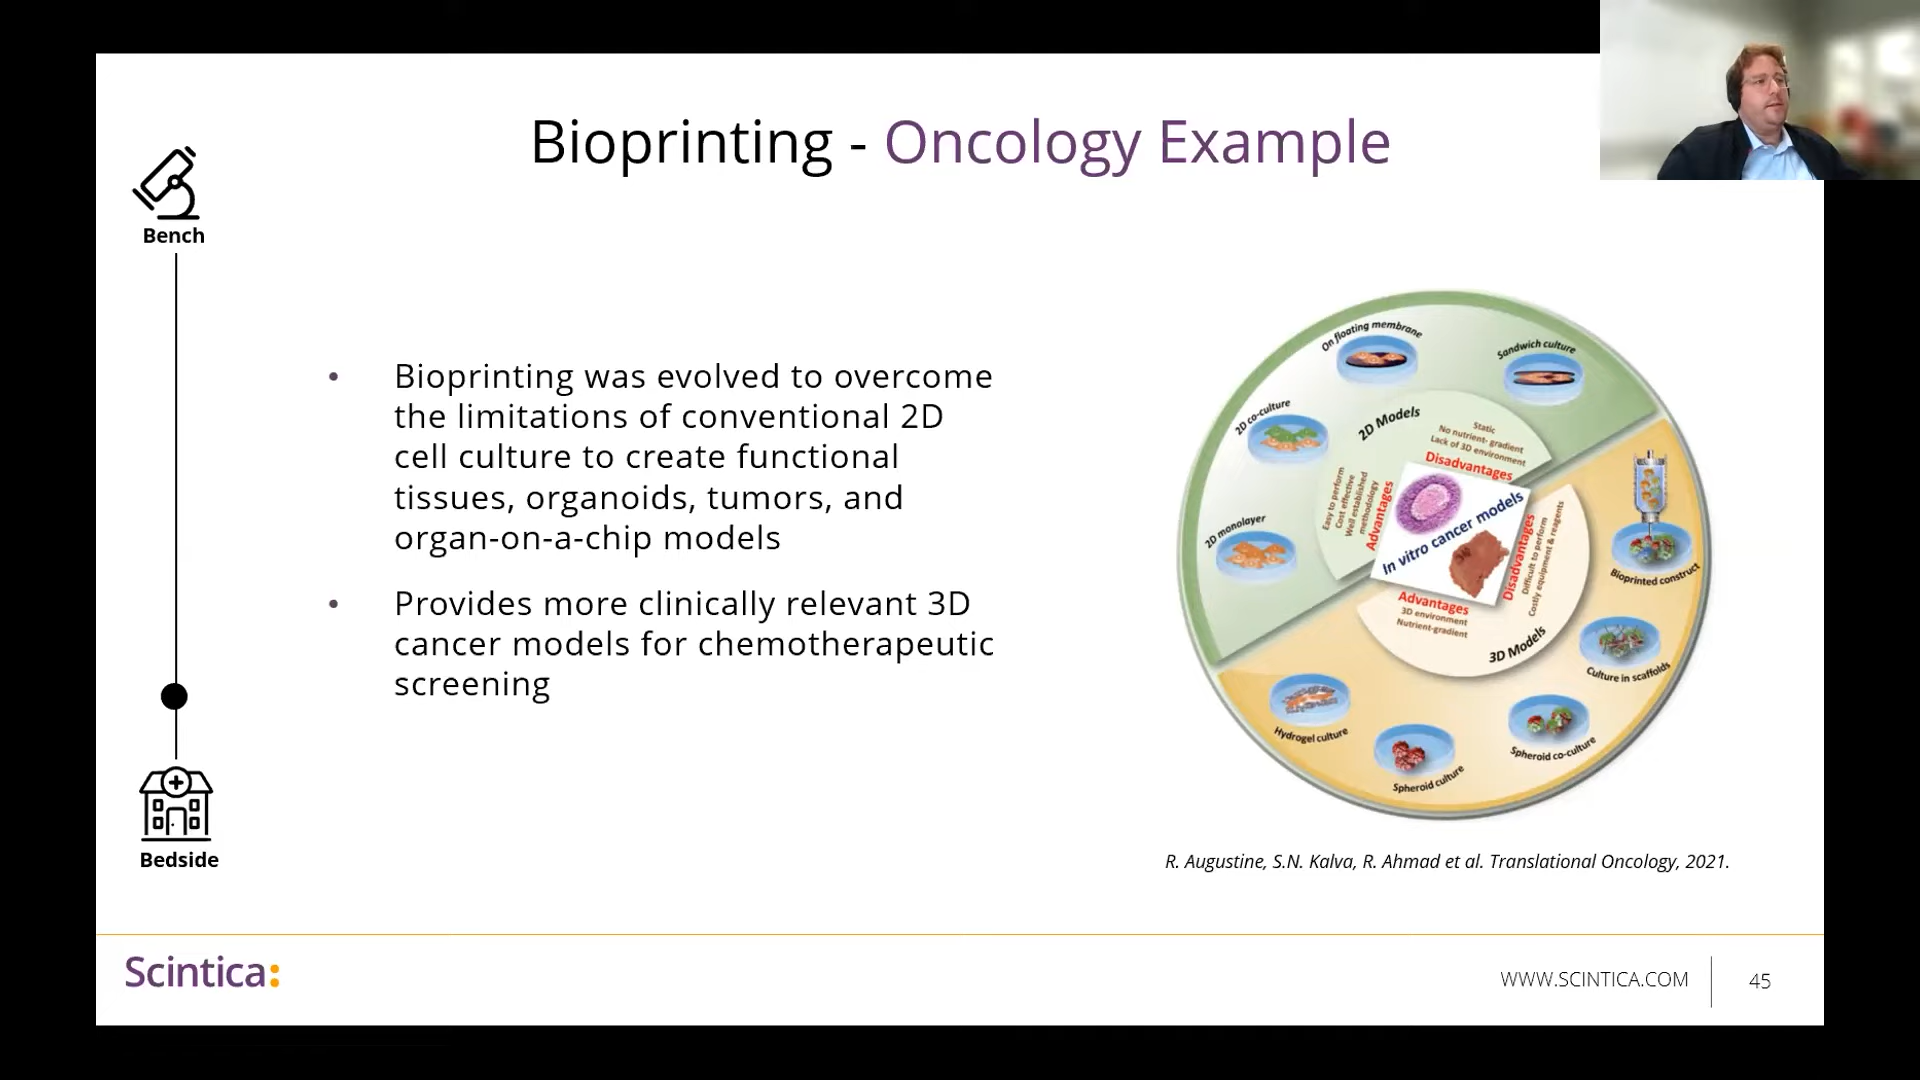 Bioprinting - Oncology Example
Bench
Bedside
• Bioprinting was evolved to overcome
the limitations of conventional 2D
cell culture to create functional
tissues, organoids, tumors, and
organ-on-a-chip models
• Provides more clinically relevant 3D
cancer models for chemotherapeutic
screening
On floating membrane
Sandwich culture
2D co-culture
2D monolayer
2D Models
Static
No nutrient- gradient
Lack of 3D environment
Disadvantages
Easy to perform
Cost effective
Well established
methodology
Advantages
In vitro cancer models
Disadvantages
Difficult to perform
Costly equipment & reagents
Advantages
3D environment
Nutrient-gradient
3D Models
Bioprinted construct
Culture in scaffolds
Spheroid co-culture
Spheroid culture
Hydrogel culture
R. Augustine, S.N. Kalva, R. Ahmad et al. Translational Oncology, 2021.
Scintica:
WWW.SCINTICA.COM
45